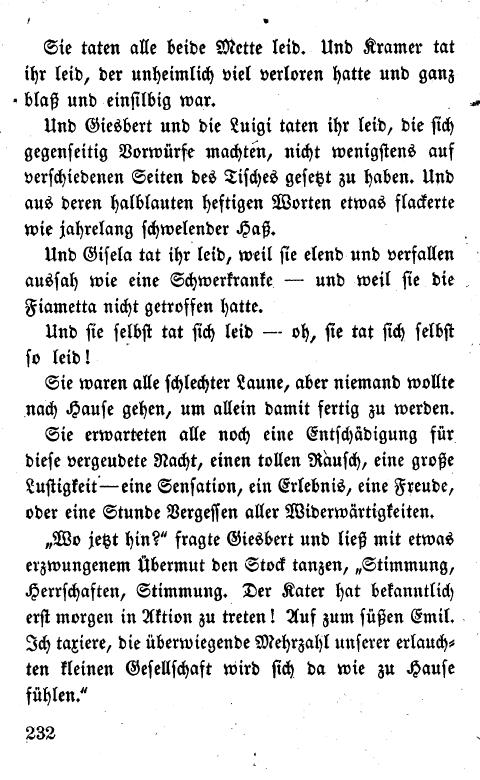 Sie taten alle beide Mette leid. Und Kramer tat
ihr leid, der unheimlich viel verloren hatte und ganz
blaß und einsilbig war.
Und Giesbert und die Luigi taten ihr leid, die sich
gegenseitig Vorwürfe machten, nicht wenigstens auf
verschiedenen Seiten des Tisches gesetzt zu haben. Und
aus deren halblauten heftigen Worten etwas flackerte
wie jahrelang schwelender Haß.
Und Gisela tat ihr leid, weil sie elend und verfallen
aussah wie eine Schwerkranke — und weil sie die
Fiametta nicht getroffen hatte.
Und sie selbst tat sich leid — oh, sie tat sich selbst
so leid!
Sie waren alle schlechter Laune, aber niemand wollte
nach Hause gehen, um allein damit fertig zu werden.
Sie erwarteten alle noch eine Entschädigung für
diese vergeudete Nacht, einen tollen Rausch, eine große
Lustigkeit—eine Sensation, ein Erlebnis, eine Freude,
oder eine Stunde Vergessen aller Widerwärtigkeiten.
„Wo jetzt hin?“ fragte Giesbert und ließ mit etwas
erzwungenem Übermut den Stock tanzen, „Stimmung,
Herrschaften, Stimmung. Der Kater hat bekanntlich
erst morgen in Aktion zu treten! Auf zum süßen Emil.
Ich taxiere, die überwiegende Mehrzahl unserer erlauch-
ten kleinen Gesellschaft wird sich da wie zu Hause
fühlen.“
232